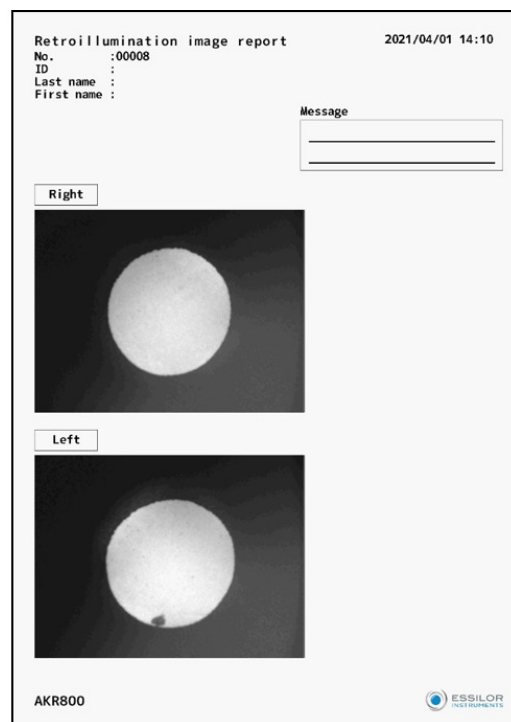 Retroillumination image report
2021/04/01 14:10
No. :00008
ID :
Last name :
First name :
Message
Right
Left
AKR800
ESSILOR
INSTRUMENTS